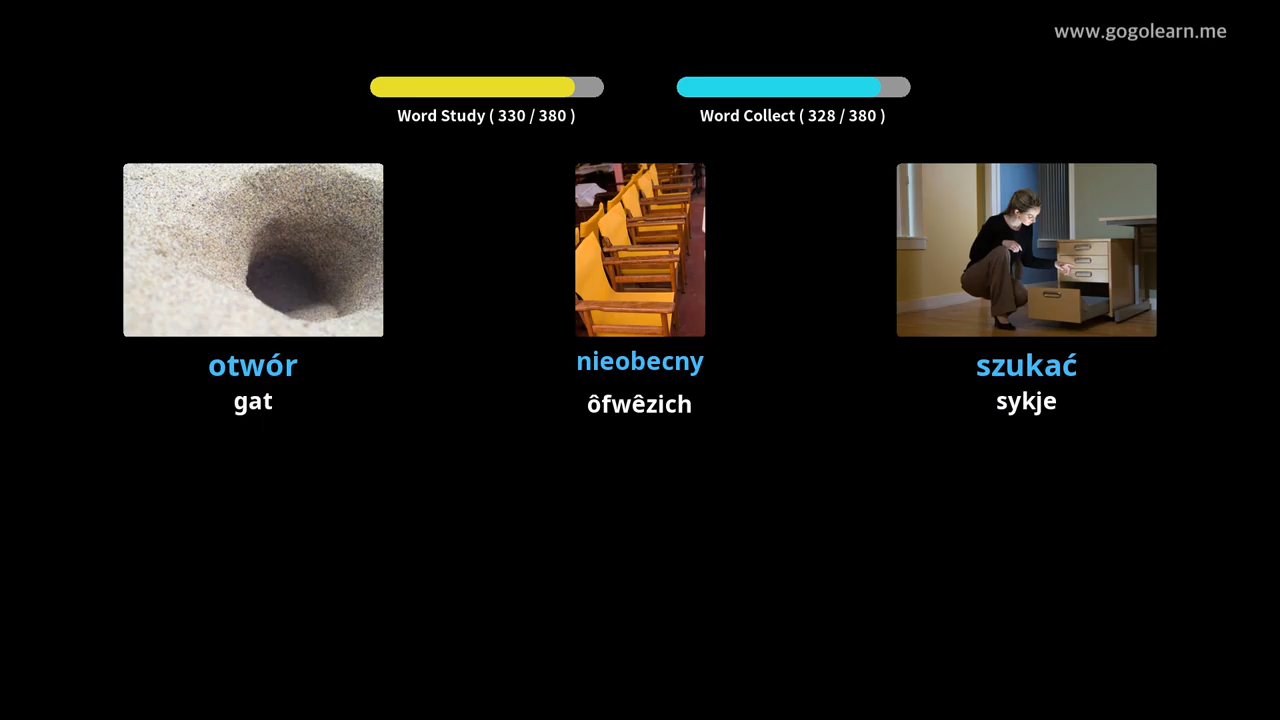 www.gogolearn.me
Word Study ( 330 / 380 )
Word Collect ( 328 / 380 )
otwór
gat
nieobecny
ôfwêzich
szukać
sykje